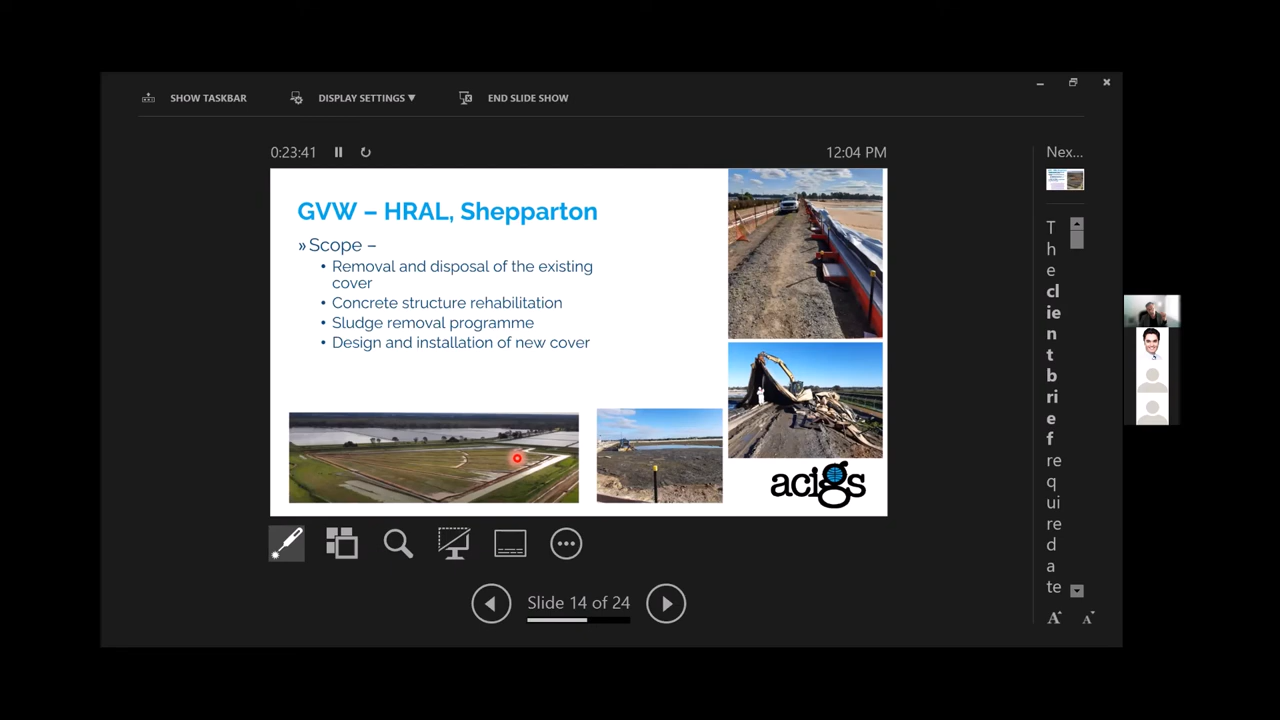 SHOW TASKBAR
DISPLAY SETTINGS ▼
END SLIDE SHOW
0:23:41
12:04 PM
Nex...
GVW – HRAL, Shepparton
» Scope –
• Removal and disposal of the existing
cover
• Concrete structure rehabilitation
• Sludge removal programme
• Design and installation of new cover
acigs
Slide 14 of 24
T
h
e
cl
ie
n
t
b
ri
e
f
re
q
ui
re
d
a
te
A
A